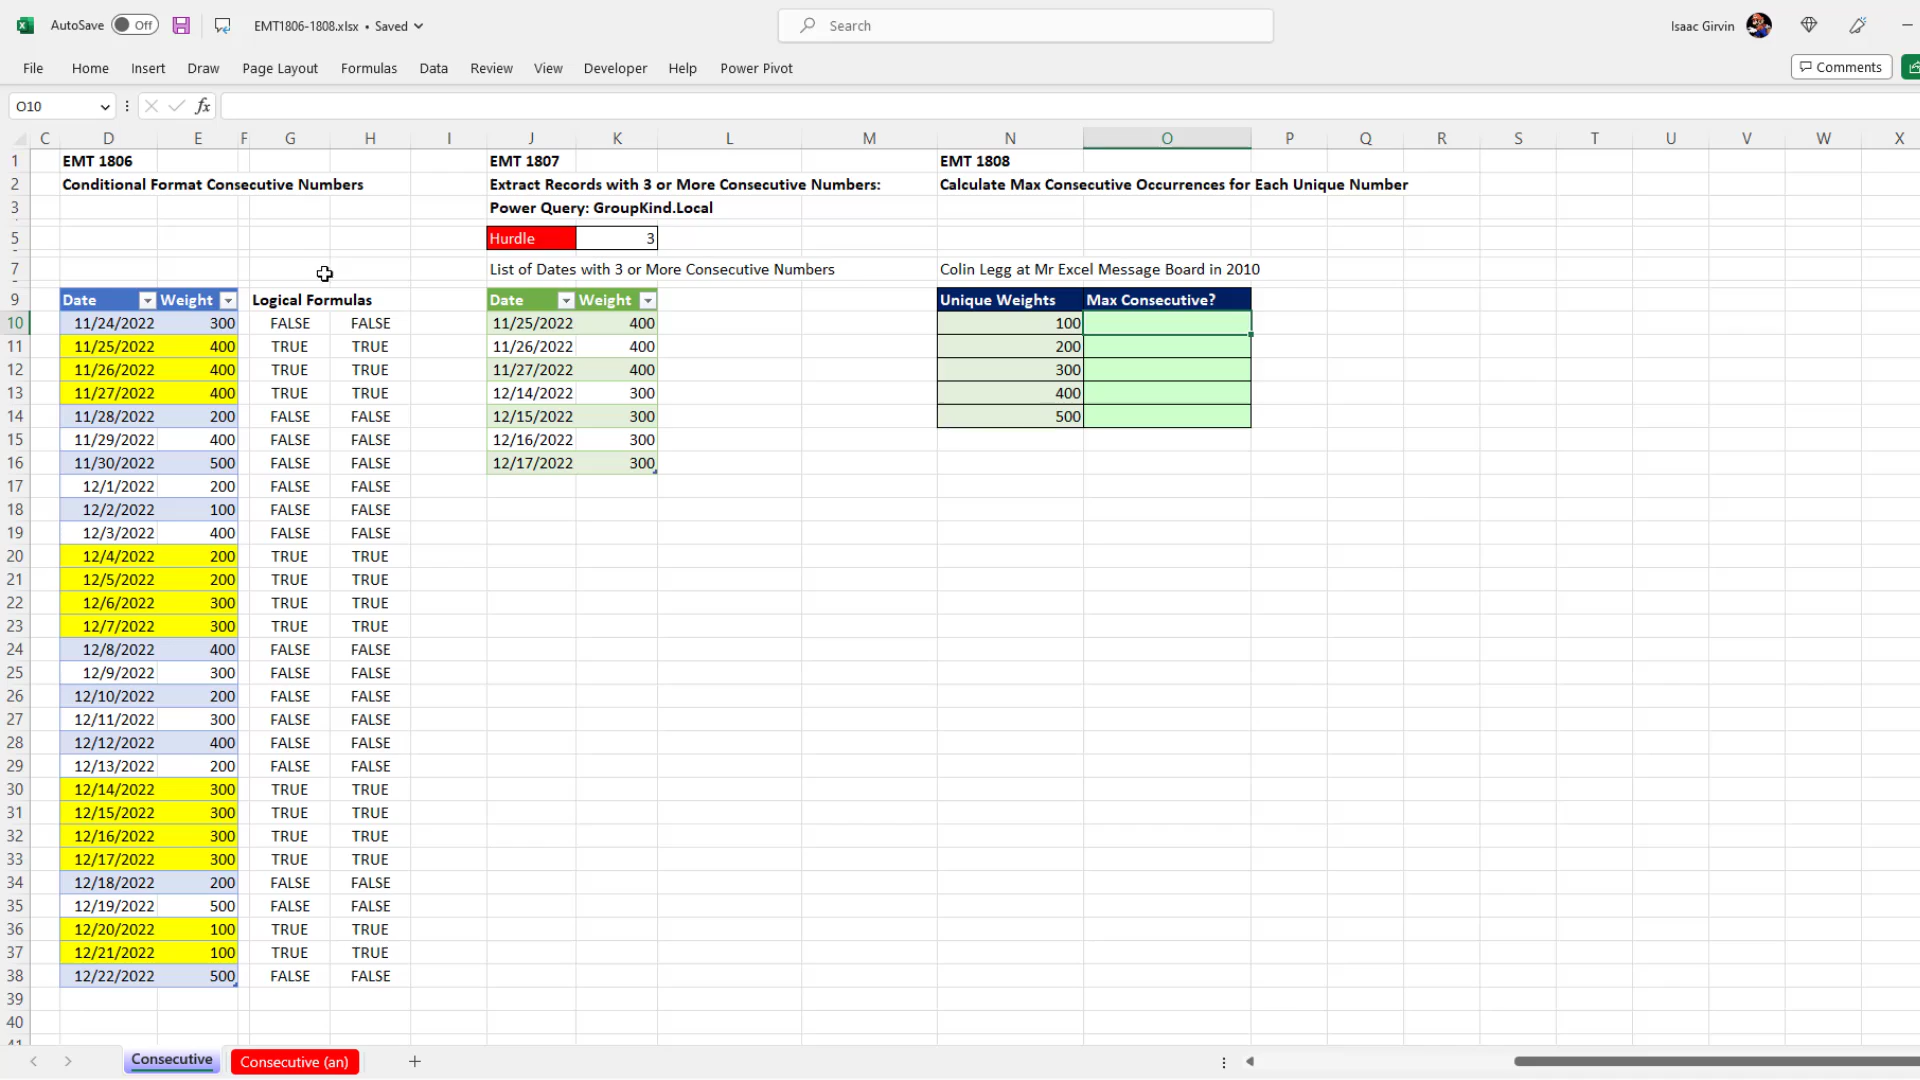 AutoSave Off EMT1806-1808.xlsx • Saved Search Isaac Girvin
File Home Insert Draw Page Layout Formulas Data Review View Developer Help Power Pivot Comments
O10 fx
C D E F G H I J K L M N O P Q R S T U V W X
1 EMT 1806 EMT 1807 EMT 1808
2 Conditional Format Consecutive Numbers Extract Records with 3 or More Consecutive Numbers: Calculate Max Consecutive Occurrences for Each Unique Number
3 Power Query: GroupKind.Local
5 Hurdle 3
7 List of Dates with 3 or More Consecutive Numbers Colin Legg at Mr Excel Message Board in 2010
9 Date Weight Logical Formulas Date Weight Unique Weights Max Consecutive?
10 11/24/2022 300 FALSE FALSE 11/25/2022 400 100
11 11/25/2022 400 TRUE TRUE 11/26/2022 400 200
12 11/26/2022 400 TRUE TRUE 11/27/2022 400 300
13 11/27/2022 400 TRUE TRUE 12/14/2022 300 400
14 11/28/2022 200 FALSE FALSE 12/15/2022 300 500
15 11/29/2022 400 FALSE FALSE 12/16/2022 300
16 11/30/2022 500 FALSE FALSE 12/17/2022 300
17 12/1/2022 200 FALSE FALSE
18 12/2/2022 100 FALSE FALSE
19 12/3/2022 400 FALSE FALSE
20 12/4/2022 200 TRUE TRUE
21 12/5/2022 200 TRUE TRUE
22 12/6/2022 300 TRUE TRUE
23 12/7/2022 300 TRUE TRUE
24 12/8/2022 400 FALSE FALSE
25 12/9/2022 300 FALSE FALSE
26 12/10/2022 200 FALSE FALSE
27 12/11/2022 300 FALSE FALSE
28 12/12/2022 400 FALSE FALSE
29 12/13/2022 200 FALSE FALSE
30 12/14/2022 300 TRUE TRUE
31 12/15/2022 300 TRUE TRUE
32 12/16/2022 300 TRUE TRUE
33 12/17/2022 300 TRUE TRUE
34 12/18/2022 200 FALSE FALSE
35 12/19/2022 500 FALSE FALSE
36 12/20/2022 100 TRUE TRUE
37 12/21/2022 100 TRUE TRUE
38 12/22/2022 500 FALSE FALSE
39
40
41
Consecutive Consecutive (an)